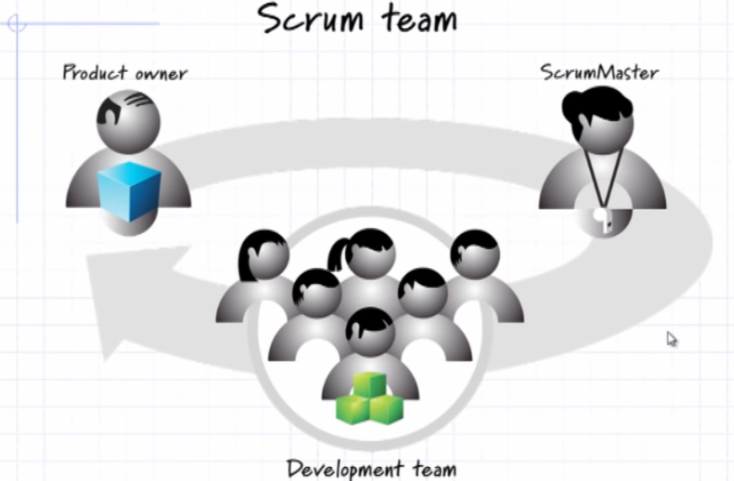 Scrum team
Product owner
ScrumMaster
Development team